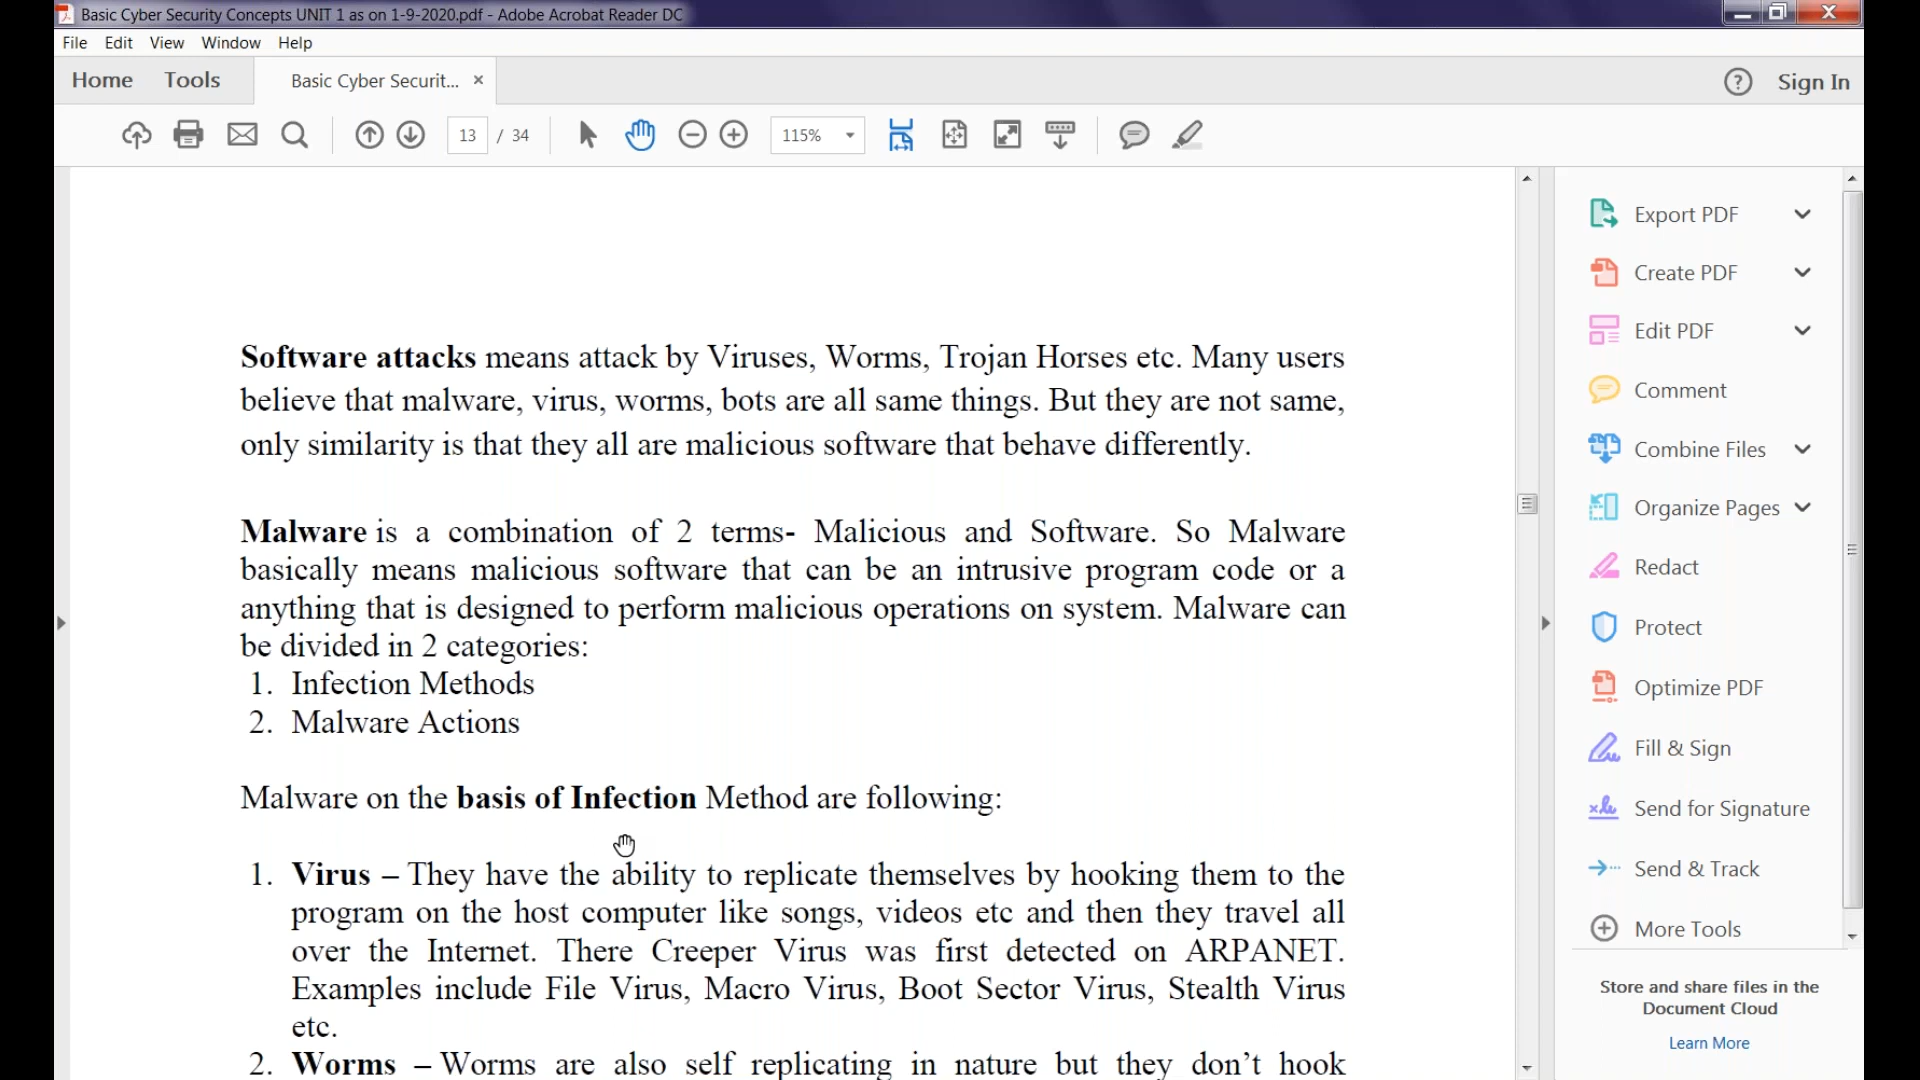 Basic Cyber Security Concepts UNIT 1 as on 1-9-2020.pdf - Adobe Acrobat Reader DC
File Edit View Window Help
Home Tools Basic Cyber Securit... × ? Sign In
13 / 34 115%
Software attacks means attack by Viruses, Worms, Trojan Horses etc. Many users
believe that malware, virus, worms, bots are all same things. But they are not same,
only similarity is that they all are malicious software that behave differently.
Malware is a combination of 2 terms- Malicious and Software. So Malware
basically means malicious software that can be an intrusive program code or a
anything that is designed to perform malicious operations on system. Malware can
be divided in 2 categories:
1. Infection Methods
2. Malware Actions
Malware on the basis of Infection Method are following:
1. Virus – They have the ability to replicate themselves by hooking them to the
program on the host computer like songs, videos etc and then they travel all
over the Internet. There Creeper Virus was first detected on ARPANET.
Examples include File Virus, Macro Virus, Boot Sector Virus, Stealth Virus
etc.
2. Worms – Worms are also self replicating in nature but they don't hook
Export PDF
Create PDF
Edit PDF
Comment
Combine Files
Organize Pages
Redact
Protect
Optimize PDF
Fill & Sign
Send for Signature
Send & Track
More Tools
Store and share files in the
Document Cloud
Learn More